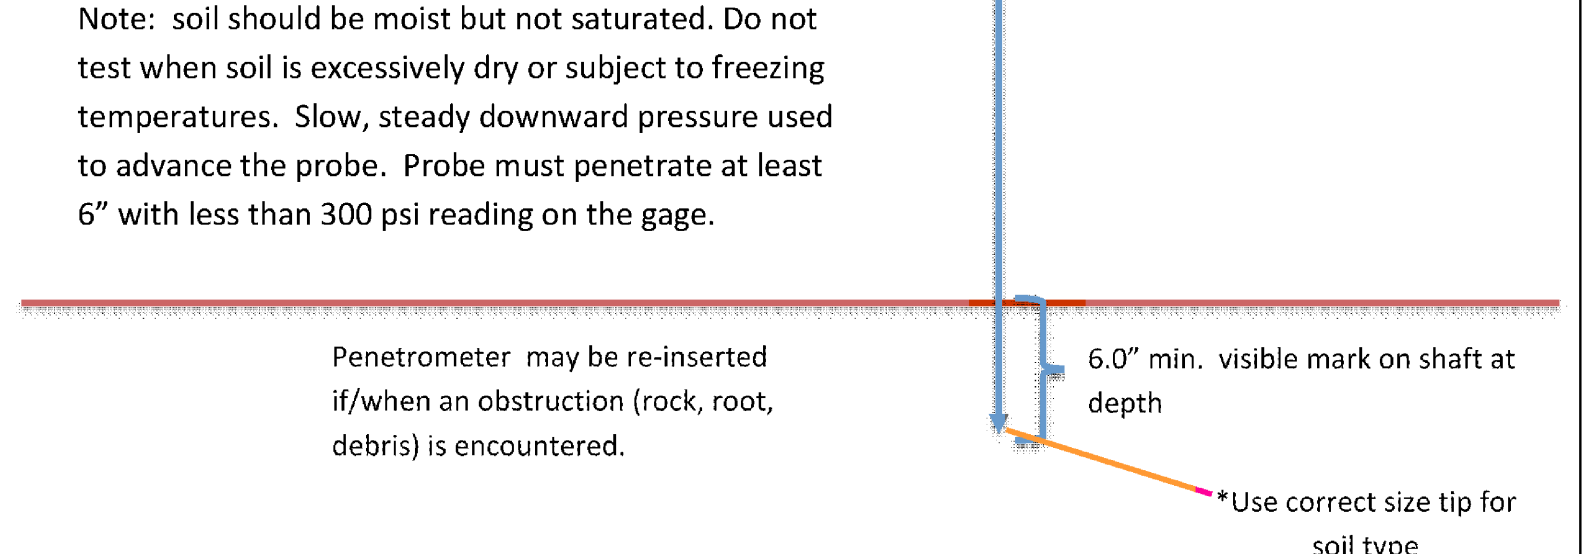 Note:  soil should be moist but not saturated. Do not
test when soil is excessively dry or subject to freezing
temperatures.  Slow, steady downward pressure used
to advance the probe.  Probe must penetrate at least
6” with less than 300 psi reading on the gage.
Penetrometer  may be re-inserted
if/when an obstruction (rock, root,
debris) is encountered.
6.0” min.  visible mark on shaft at
depth
*Use correct size tip for
soil type